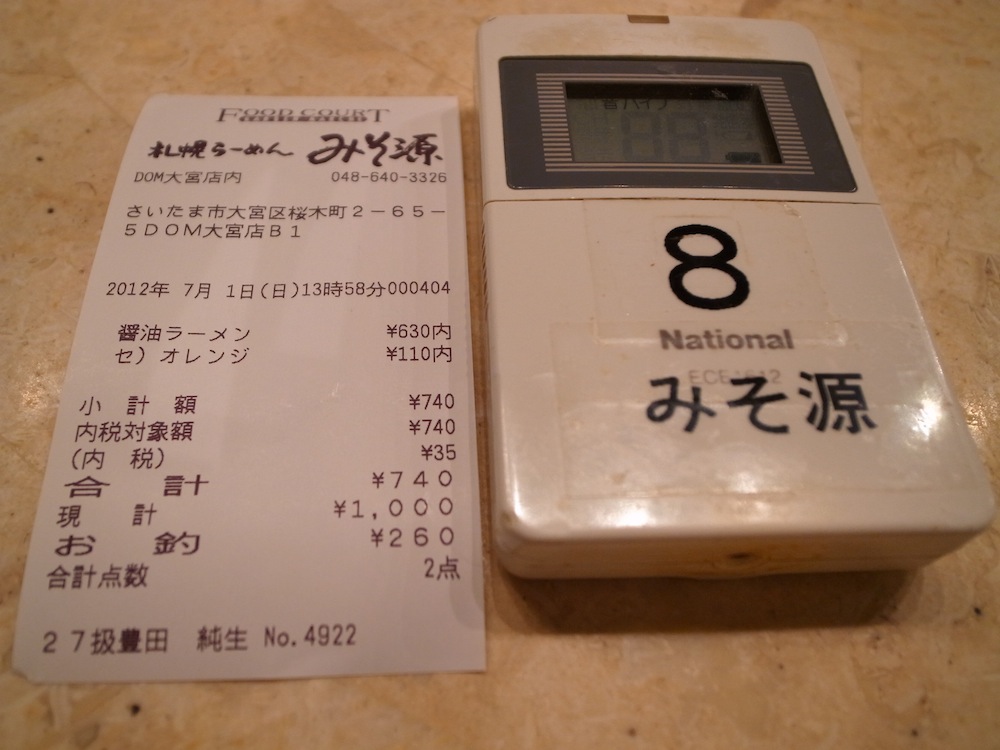 FOOD COURT
札幌らーめん みそ源
DOM大宮店内 048-640-3326
さいたま市大宮区桜木町2-65-
5DOM大宮店B1
2012年 7月 1日(日)13時58分000404
醤油ラーメン ¥630内
セ)オレンジ ¥110内
小計額 ¥740
内税対象額 ¥740
(内 税) ¥35
合 計 ¥740
現 計 ¥1,000
お 釣 ¥260
合計点数 2点
27扱豊田 純生 No.4922
8
National
みそ源